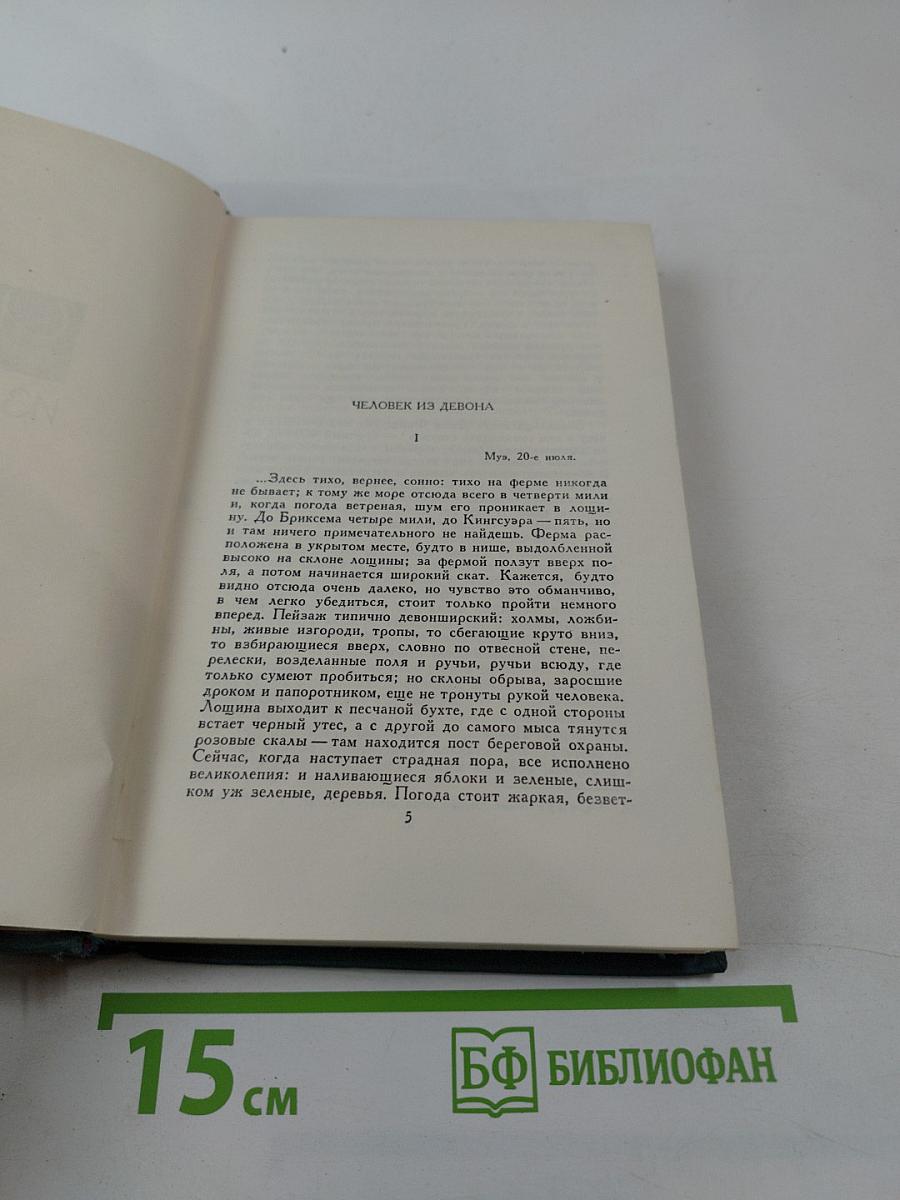 ЧЕЛОВЕК ИЗ ДЕВОНА
I
Муэ, 20-е июля.
...Здесь тихо, вернее, сонно: тихо на ферме никогда
не бывает; к тому же море отсюда всего в четверти мили
и, когда погода ветреная, шум его проникает в лощи-
ну. До Бриксема четыре мили, до Кингсуэра — пять, но
и там ничего примечательного не найдешь. Ферма рас-
положена в укрытом месте, будто в нише, выдолбленной
высоко на склоне лощины; за фермой ползут вверх по-
ля, а потом начинается широкий скат. Кажется, будто
видно отсюда очень далеко, но чувство это обманчиво,
в чем легко убедиться, стоит только пройти немного
вперед. Пейзаж типично девонширский: холмы, ложби-
ны, живые изгороди, тропы, то сбегающие круто вниз,
то взбирающиеся вверх, словно по отвесной стене, пе-
релески, возделанные поля и ручьи, ручьи всюду, где
только сумеют пробиться; но склоны обрыва, заросшие
дроком и папоротником, еще не тронуты рукой человека.
Лощина выходит к песчаной бухте, где с одной стороны
встает черный утес, а с другой до самого мыса тянутся
розовые скалы — там находится пост береговой охраны.
Сейчас, когда наступает страдная пора, все исполнено
великолепия: и наливающиеся яблоки и зеленые, слиш-
ком уж зеленые, деревья. Погода стоит жаркая, безвет-
5
15 см
БФ БИБЛИОФАН